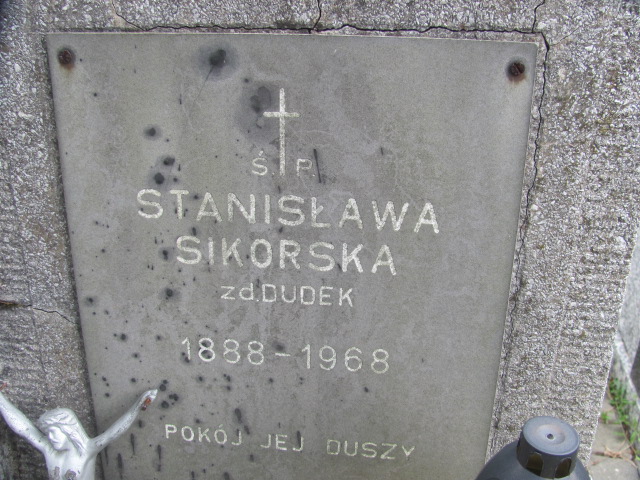 Ś P
STANISŁAWA
SIKORSKA
zd.DUDEK
1888-1968
POKÓJ JEJ DUSZY